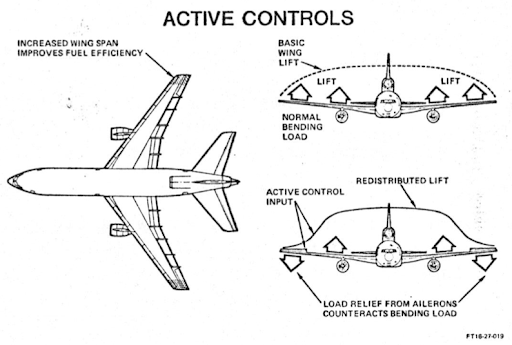 ACTIVE CONTROLS
INCREASED WING SPAN
IMPROVES FUEL EFFICIENCY
BASIC
WING
LIFT
LIFT
LIFT
NORMAL
BENDING
LOAD
REDISTRIBUTED LIFT
ACTIVE CONTROL
INPUT
LOAD RELIEF FROM AILERONS
COUNTERACTS BENDING LOAD
FT16-27-019